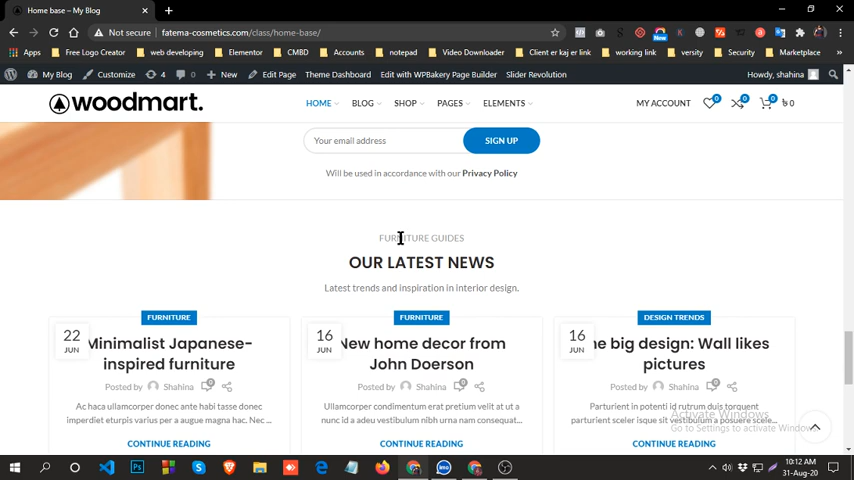 Home base – My Blog
Not secure | fatema-cosmetics.com/class/home-base/
Apps Free Logo Creator web developing Elementor CMBD Accounts notepad Video Downloader Client er kaj er link working link versity Security Marketplace »
My Blog Customize 4 0 + New Edit Page Theme Dashboard Edit with WPBakery Page Builder Slider Revolution Howdy, shahina
woodmart. HOME BLOG SHOP PAGES ELEMENTS MY ACCOUNT 0 0 0 ৳ 0
Your email address SIGN UP
Will be used in accordance with our Privacy Policy
FURNITURE GUIDES
OUR LATEST NEWS
Latest trends and inspiration in interior design.
FURNITURE
22
JUN
Minimalist Japanese-
inspired furniture
Posted by Shahina 0
Ac haca ullamcorper donec ante habi tasse donec
imperdiet eturpis varius per a augue magna hac. Nec ...
CONTINUE READING
FURNITURE
16
JUN
New home decor from
John Doerson
Posted by Shahina 0
Ullamcorper condimentum erat pretium velit at ut a
nunc id a adeu vestibulum nibh urna nam consequat...
CONTINUE READING
DESIGN TRENDS
16
JUN
The big design: Wall likes
pictures
Posted by Shahina 0
Parturient in potenti id rutrum duis torquent
parturient sceler isque sit vestibulum a posuere scele...
CONTINUE READING
Activate Windows
Go to Settings to activate Windows.
10:12 AM
31-Aug-20